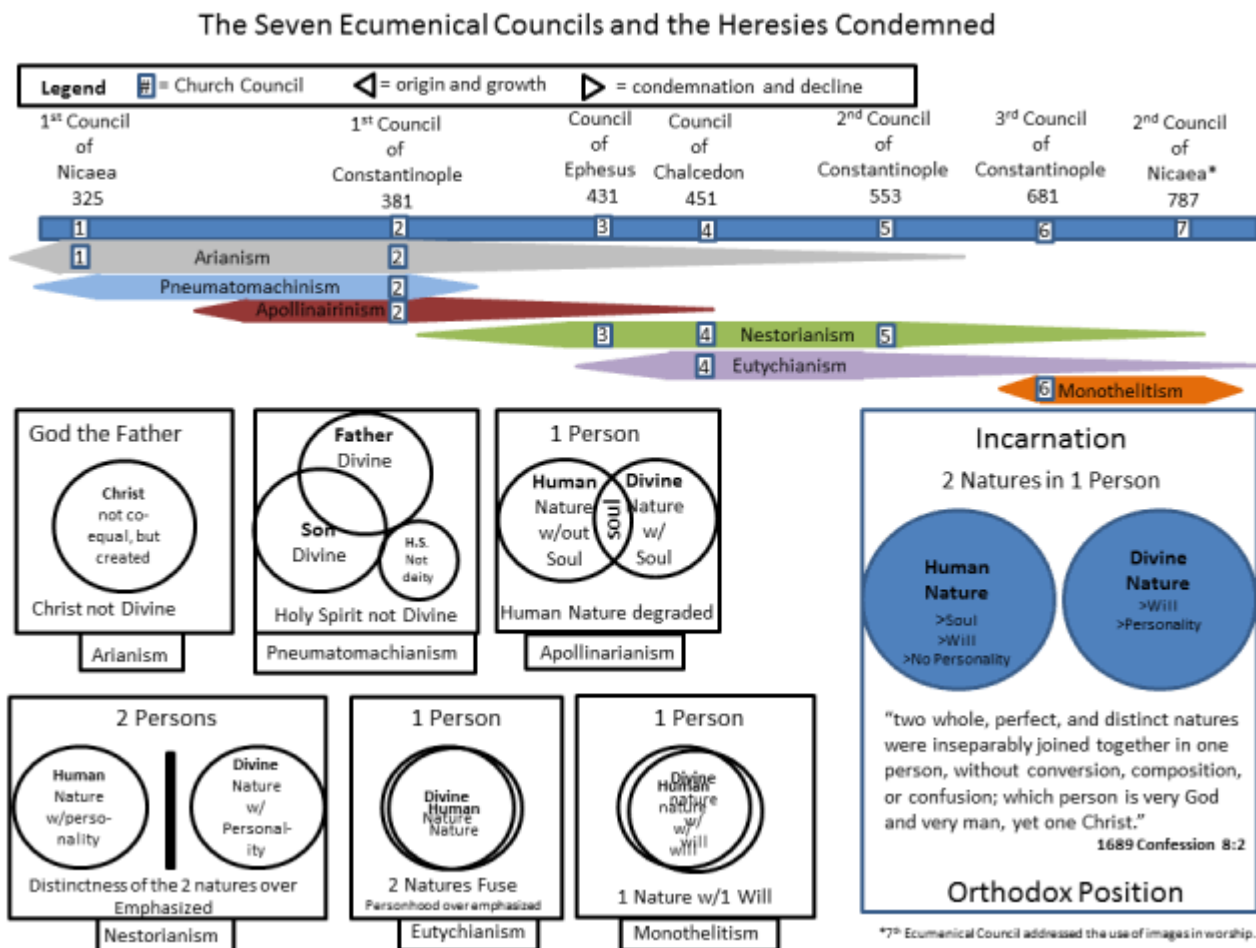 The Seven Ecumenical Councils and the Heresies Condemned
Legend # = Church Council = origin and growth = condemnation and decline
1st Council
of
Nicaea
325
1st Council
of
Constantinople
381
Council
of
Ephesus
431
Council
of
Chalcedon
451
2nd Council
of
Constantinople
553
3rd Council
of
Constantinople
681
2nd Council
of
Nicaea*
787
1 2 3 4 5 6 7
1 Arianism 2
Pneumatomachinism 2
Apollinairinism 2
3 4 Nestorianism 5
4 Eutychianism
6 Monothelitism
God the Father
Christ
not co-
equal, but
created
Christ not Divine
Arianism
Father
Divine
Son
Divine
H.S.
Not
deity
Holy Spirit not Divine
Pneumatomachianism
1 Person
Human
Nature
w/out
Soul
soul
Divine
Nature
w/
Soul
Human Nature degraded
Apollinarianism
2 Persons
Human
Nature
w/perso-
nality
Divine
Nature
w/
Personal-
ity
Distinctness of the 2 natures over
Emphasized
Nestorianism
1 Person
Divine
Nature
Human
Nature
2 Natures Fuse
Personhood over emphasized
Eutychianism
1 Person
Divine
nature
w/
will
Human
nature
w/
will
1 Nature w/1 Will
Monothelitism
Incarnation
2 Natures in 1 Person
Human
Nature
>Soul
>Will
>No Personality
Divine
Nature
>Will
>Personality
“two whole, perfect, and distinct natures
were inseparably joined together in one
person, without conversion, composition,
or confusion; which person is very God
and very man, yet one Christ.”
1689 Confession 8:2
Orthodox Position
*7th Ecumenical Council addressed the use of images in worship.